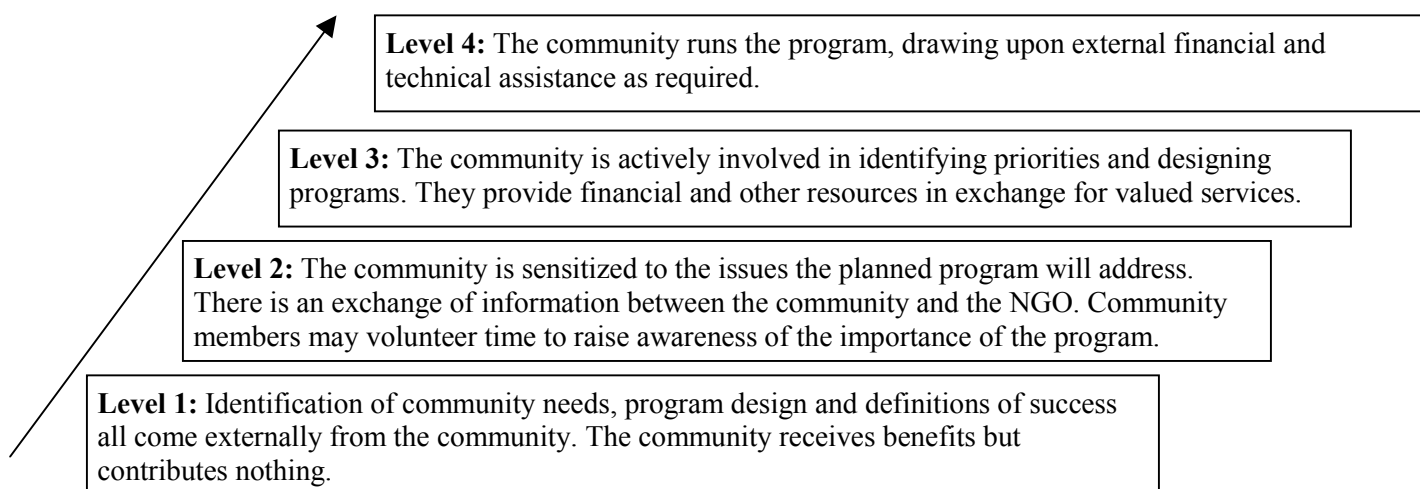 Level 4: The community runs the program, drawing upon external financial and
technical assistance as required.
Level 3: The community is actively involved in identifying priorities and designing
programs. They provide financial and other resources in exchange for valued services.
Level 2: The community is sensitized to the issues the planned program will address.
There is an exchange of information between the community and the NGO. Community
members may volunteer time to raise awareness of the importance of the program.
Level 1: Identification of community needs, program design and definitions of success
all come externally from the community. The community receives benefits but
contributes nothing.